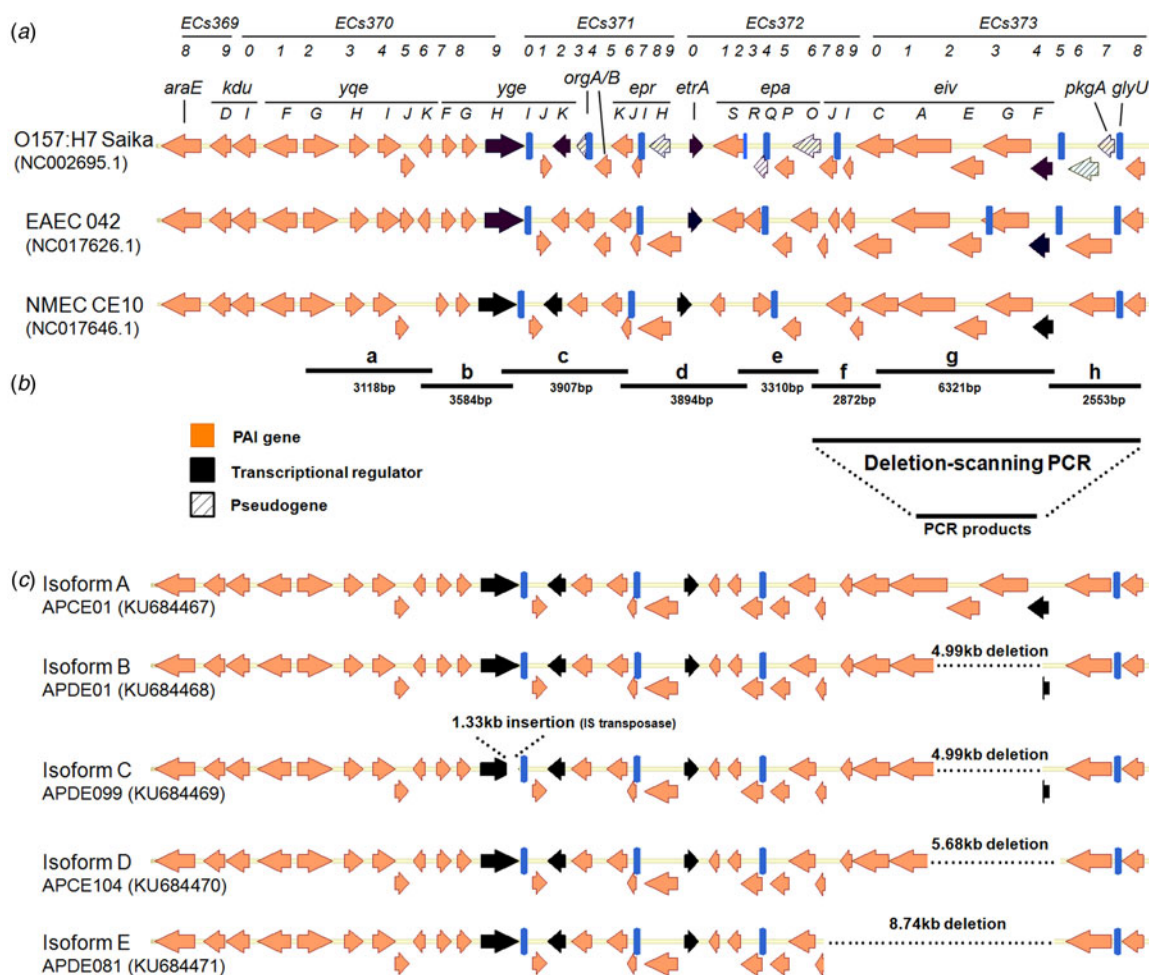 (a)
ECs369 ECs370 ECs371 ECs372 ECs373
8 9 0 1 2 3 4 5 6 7 8 9 0 1 2 3 4 5 6 7 8 9 0 1 2 3 4 5 6 7 8 9 0 1 2 3 4 5 6 7 8
araE kdu yqe yge orgA/B epr etrA epa eiv pkgA glyU
D I F G H I J K F G H I J K K J I H S R Q P O J I C A E G F
O157:H7 Saika
(NC002695.1)
EAEC 042
(NC017626.1)
NMEC CE10
(NC017646.1)
(b)
a b c d e f g h
3118bp 3584bp 3907bp 3894bp 3310bp 2872bp 6321bp 2553bp
PAI gene
Transcriptional regulator
Pseudogene
Deletion-scanning PCR
PCR products
(c)
Isoform A
APCE01 (KU684467)
Isoform B
APDE01 (KU684468)
4.99kb deletion
1.33kb insertion (IS transposase)
Isoform C
APDE099 (KU684469)
4.99kb deletion
Isoform D
APCE104 (KU684470)
5.68kb deletion
Isoform E
APDE081 (KU684471)
8.74kb deletion